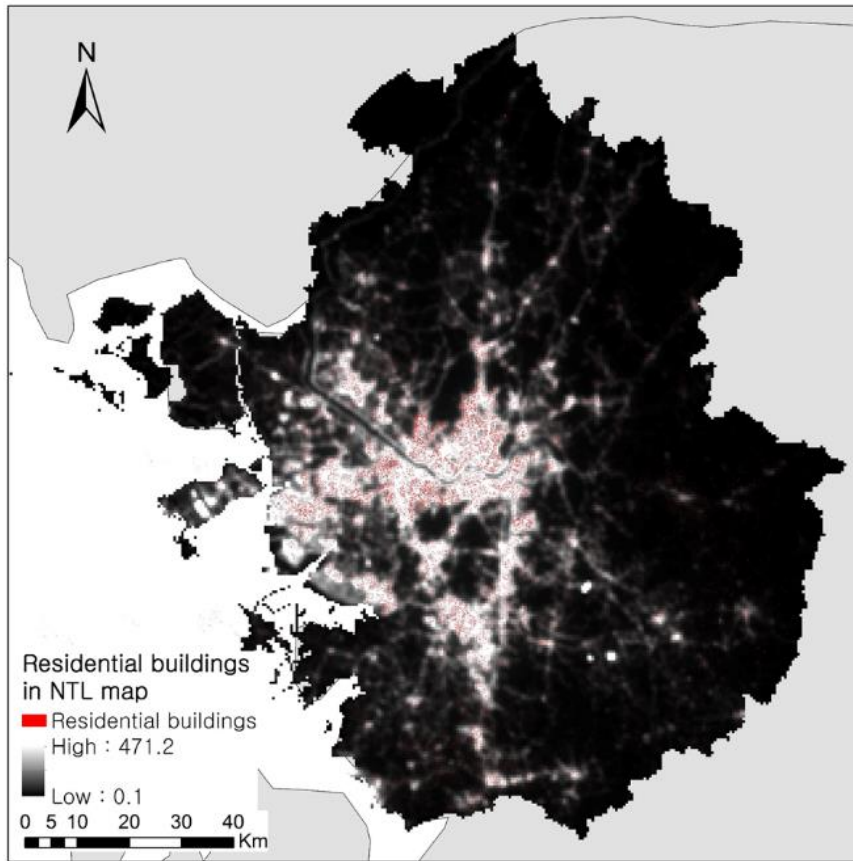 N
Residential buildings
in NTL map
Residential buildings
High : 471.2
Low : 0.1
0 5 10 20 30 40
Km